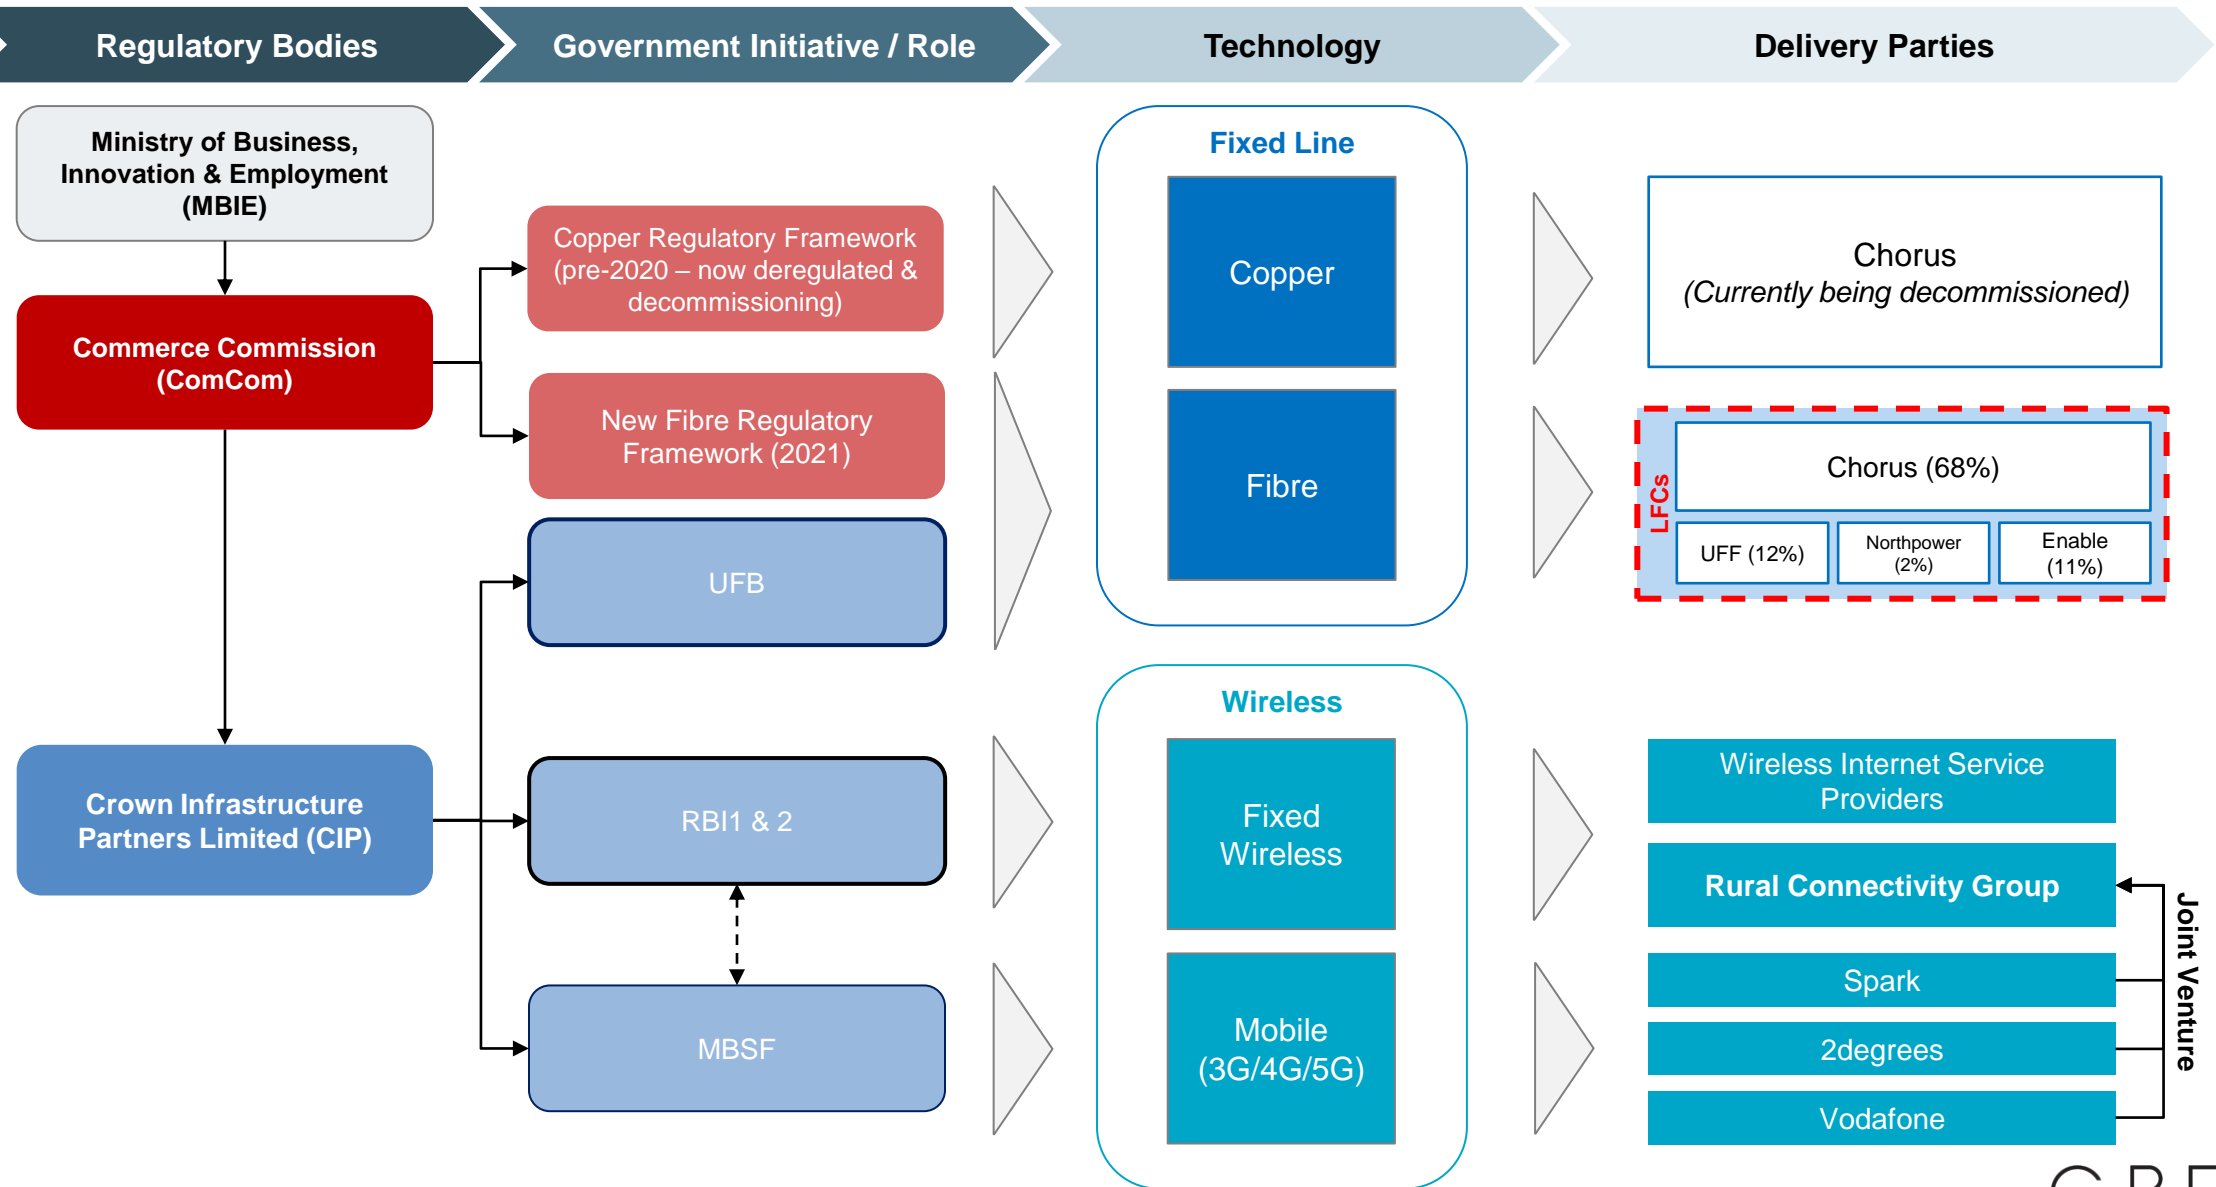 Regulatory Bodies
Government Initiative / Role
Technology
Delivery Parties
Ministry of Business,
Innovation & Employment
(MBIE)
Commerce Commission
(ComCom)
Crown Infrastructure
Partners Limited (CIP)
Copper Regulatory Framework
(pre-2020 – now deregulated &
decommissioning)
New Fibre Regulatory
Framework (2021)
UFB
RBI1 & 2
MBSF
Fixed Line
Copper
Fibre
Wireless
Fixed
Wireless
Mobile
(3G/4G/5G)
Chorus
(Currently being decommissioned)
LFCs
Chorus (68%)
UFF (12%)
Northpower
(2%)
Enable
(11%)
Wireless Internet Service
Providers
Rural Connectivity Group
Spark
2degrees
Vodafone
Joint Venture